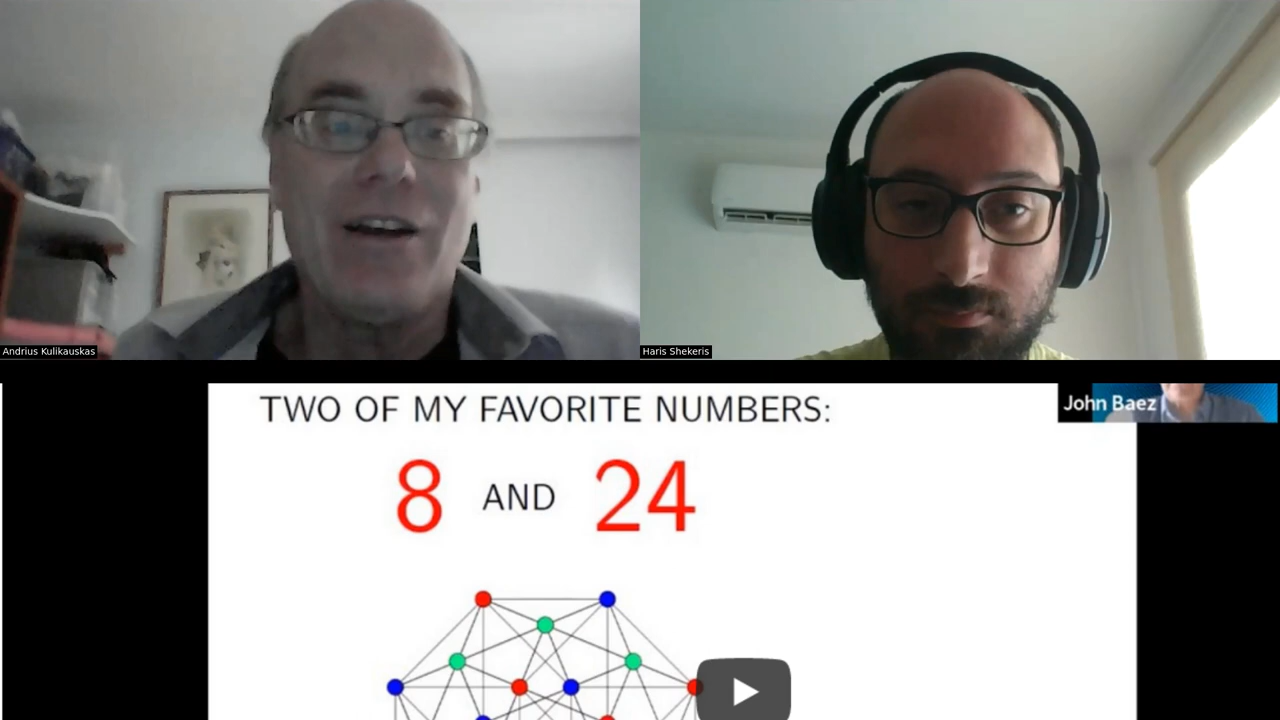 Andrius Kulikauskas
Haris Shekeris
TWO OF MY FAVORITE NUMBERS:
John Baez
8 AND 24